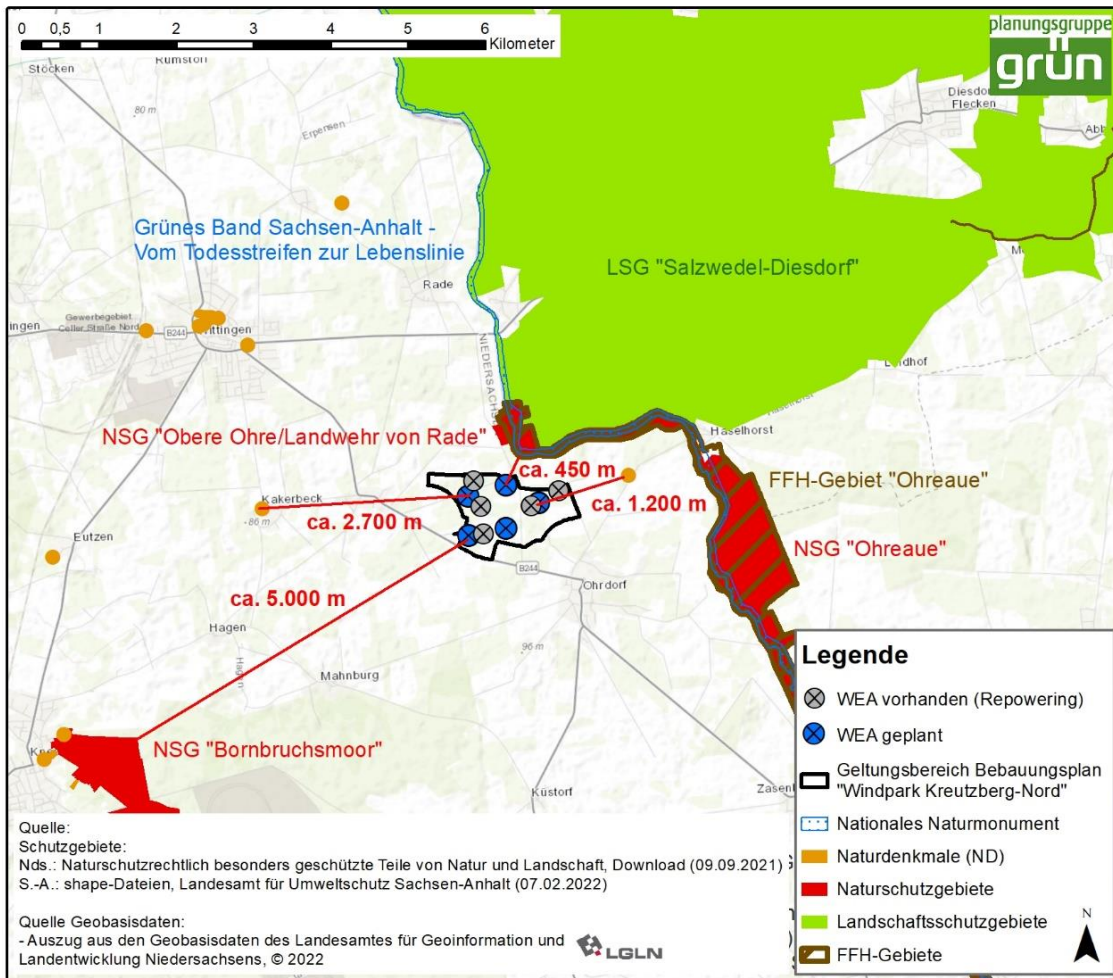 0 0,5 1 2 3 4 5 6
Kilometer
planungsgruppe
grün
Stöcken
Rumstorf
80 m
Erpensen
Diesdorf
Flecken
Grünes Band Sachsen-Anhalt -
Vom Todesstreifen zur Lebenslinie
LSG "Salzwedel-Diesdorf"
Rade
Gewerbegebiet
Celler Straße Nord
B244
ittingen
NIEDERSACHS
NSG "Obere Ohre/Landwehr von Rade"
Haselhorst
FFH-Gebiet "Ohreaue"
ca. 450 m
ca. 1.200 m
Kakerbeck
86 m
ca. 2.700 m
NSG "Ohreaue"
Eutzen
B244
Ohrdorf
ca. 5.000 m
Hagen
96 m
Mahnburg
NSG "Bornbruchsmoor"
Küstorf
Zasenb
Legende
WEA vorhanden (Repowering)
WEA geplant
Geltungsbereich Bebauungsplan
"Windpark Kreutzberg-Nord"
Nationales Naturmonument
Naturdenkmale (ND)
Naturschutzgebiete
Landschaftsschutzgebiete
FFH-Gebiete
N
Quelle:
Schutzgebiete:
Nds.: Naturschutzrechtlich besonders geschützte Teile von Natur und Landschaft, Download (09.09.2021)
S.-A.: shape-Dateien, Landesamt für Umweltschutz Sachsen-Anhalt (07.02.2022)
Quelle Geobasisdaten:
- Auszug aus den Geobasisdaten des Landesamtes für Geoinformation und
Landentwicklung Niedersachsens, © 2022
LGLN